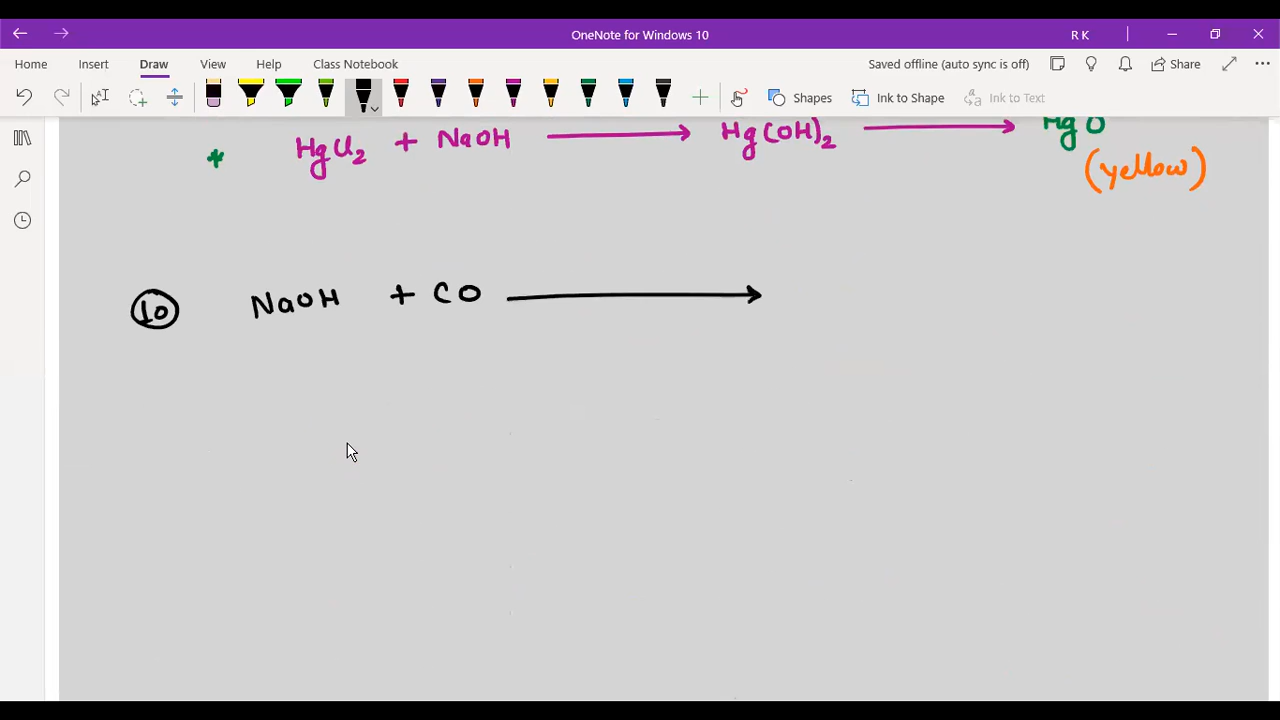 OneNote for Windows 10
R K
Home Insert Draw View Help Class Notebook
Saved offline (auto sync is off) Share
Shapes Ink to Shape Ink to Text
* HgCl2 + NaOH ⟶ Hg(OH)2 ⟶ HgO
(yellow)
10 NaOH + CO ⟶